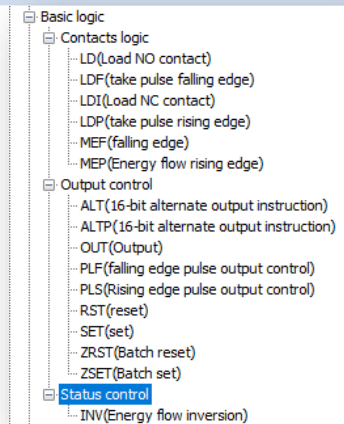 Basic logic
Contacts logic
LD(Load NO contact)
LDF(take pulse falling edge)
LDI(Load NC contact)
LDP(take pulse rising edge)
MEF(falling edge)
MEP(Energy flow rising edge)
Output control
ALT(16-bit alternate output instruction)
ALTP(16-bit alternate output instruction)
OUT(Output)
PLF(falling edge pulse output control)
PLS(Rising edge pulse output control)
RST(reset)
SET(set)
ZRST(Batch reset)
ZSET(Batch set)
Status control
INV(Energy flow inversion)